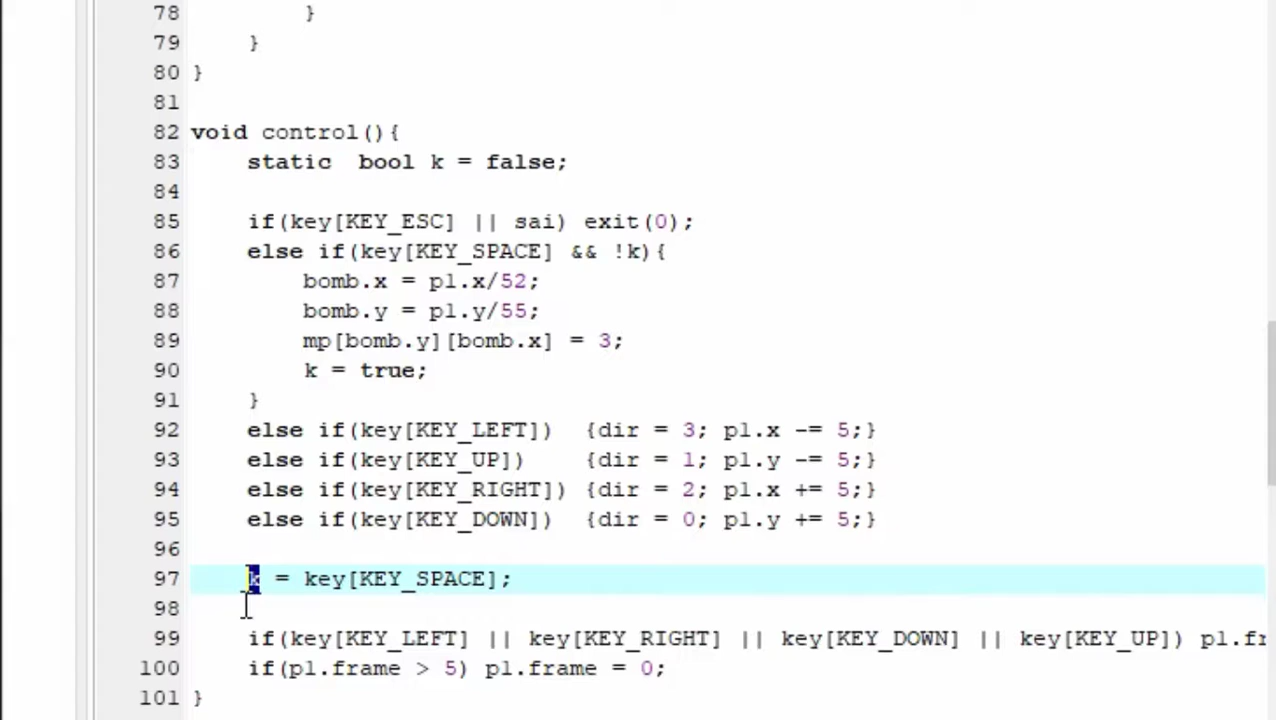 78 }
79 }
80 }
81
82 void control(){
83 static  bool k = false;
84
85 if(key[KEY_ESC] || sai) exit(0);
86 else if(key[KEY_SPACE] && !k){
87 bomb.x = pl.x/52;
88 bomb.y = pl.y/55;
89 mp[bomb.y][bomb.x] = 3;
90 k = true;
91 }
92 else if(key[KEY_LEFT])  {dir = 3; pl.x -= 5;}
93 else if(key[KEY_UP])    {dir = 1; pl.y -= 5;}
94 else if(key[KEY_RIGHT]) {dir = 2; pl.x += 5;}
95 else if(key[KEY_DOWN])  {dir = 0; pl.y += 5;}
96
97 k = key[KEY_SPACE];
98
99 if(key[KEY_LEFT] || key[KEY_RIGHT] || key[KEY_DOWN] || key[KEY_UP]) pl.fr
100 if(pl.frame > 5) pl.frame = 0;
101 }